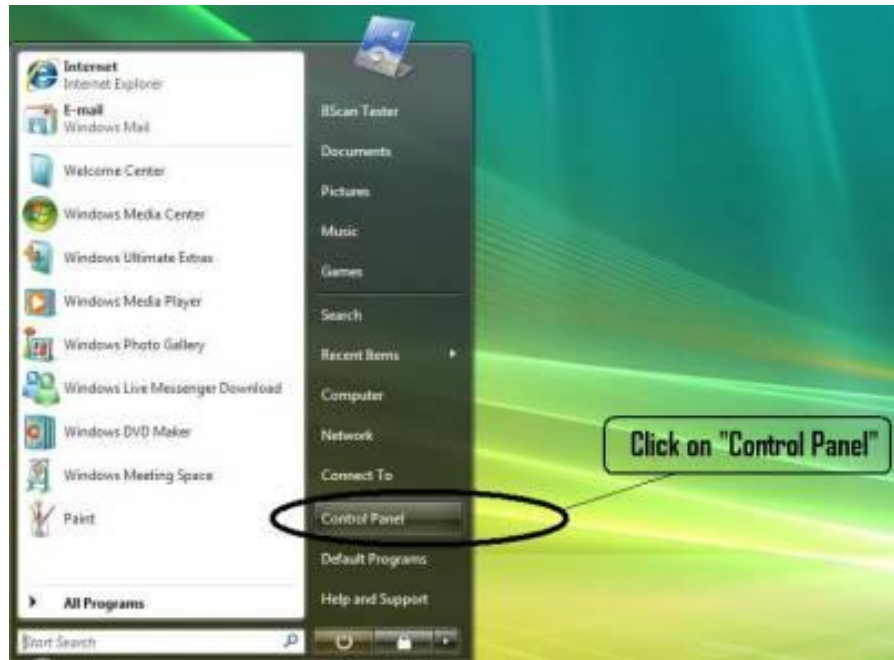 Internet
Internet Explorer
E-mail
Windows Mail
Welcome Center
Windows Media Center
Windows Ultimate Extras
Windows Media Player
Windows Photo Gallery
Windows Live Messenger Download
Windows DVD Maker
Windows Meeting Space
Paint
All Programs
Start Search
BScan Tester
Documents
Pictures
Music
Games
Search
Recent Items
Computer
Network
Connect To
Control Panel
Default Programs
Help and Support
Click on "Control Panel"